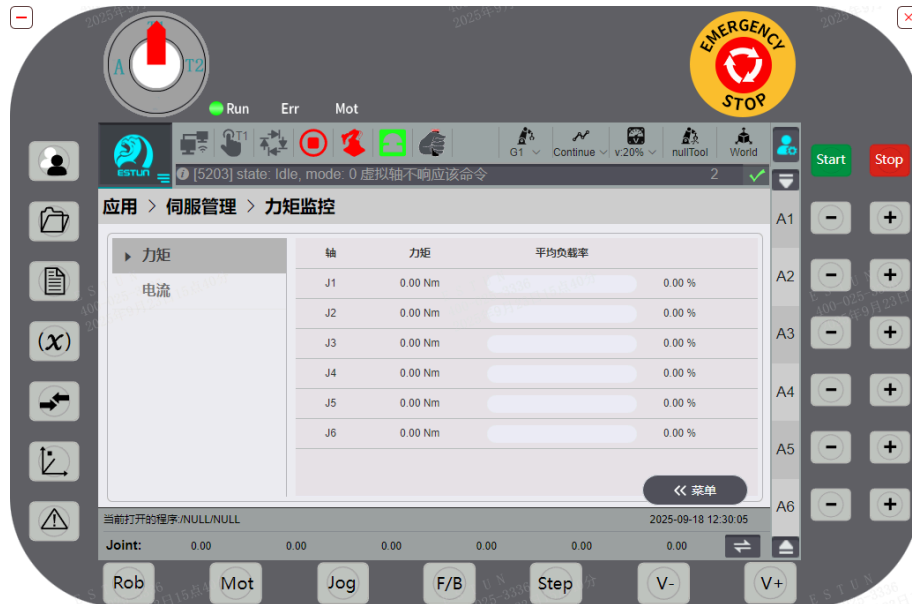 A
T2
EMERGENCY
STOP
Run Err Mot
T1
ESTUN
G1 Continue v:20% nullTool World
[5203] state: Idle, mode: 0 虚拟轴不响应该命令 2
Start Stop
应用 > 伺服管理 > 力矩监控
力矩
电流
轴 力矩 平均负载率
J1 0.00 Nm 0.00 %
J2 0.00 Nm 0.00 %
J3 0.00 Nm 0.00 %
J4 0.00 Nm 0.00 %
J5 0.00 Nm 0.00 %
J6 0.00 Nm 0.00 %
菜单
A1 - +
A2 - +
A3 - +
A4 - +
A5 - +
A6 - +
(x)
当前打开的程序:/NULL/NULL 2025-09-18 12:30:05
Joint: 0.00 0.00 0.00 0.00 0.00 0.00
Rob Mot Jog F/B Step V- V+